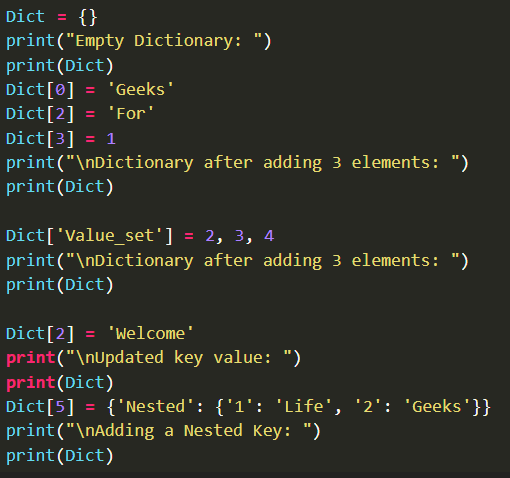 Dict = {}
print("Empty Dictionary: ")
print(Dict)
Dict[0] = 'Geeks'
Dict[2] = 'For'
Dict[3] = 1
print("\nDictionary after adding 3 elements: ")
print(Dict)

Dict['Value_set'] = 2, 3, 4
print("\nDictionary after adding 3 elements: ")
print(Dict)

Dict[2] = 'Welcome'
print("\nUpdated key value: ")
print(Dict)
Dict[5] = {'Nested': {'1': 'Life', '2': 'Geeks'}}
print("\nAdding a Nested Key: ")
print(Dict)